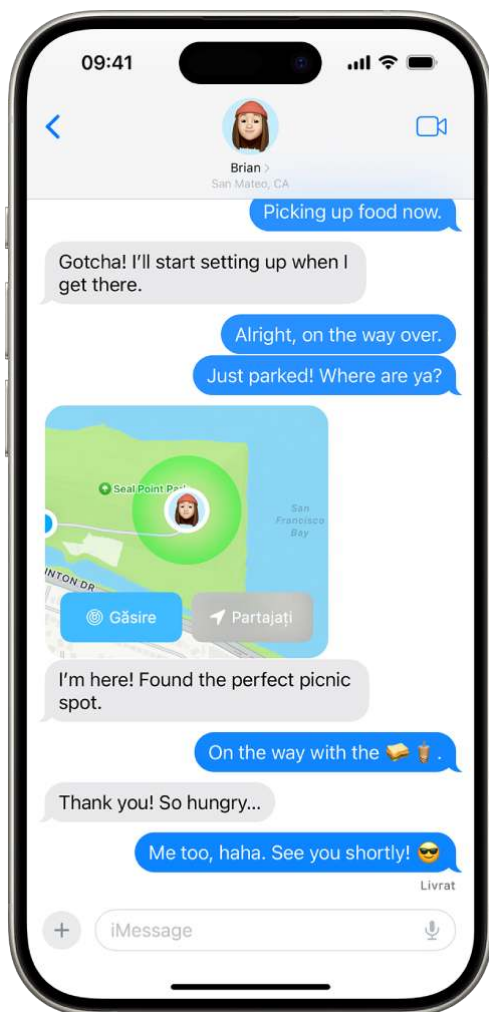 09:41
Brian >
San Mateo, CA
Picking up food now.
Gotcha! I'll start setting up when I
get there.
Alright, on the way over.
Just parked! Where are ya?
Seal Point Park
San
Francisco
Bay
NTON DR
Găsire
Partajați
I'm here! Found the perfect picnic
spot.
On the way with the 🥪 🧋 .
Thank you! So hungry...
Me too, haha. See you shortly! 😎
Livrat
+
iMessage